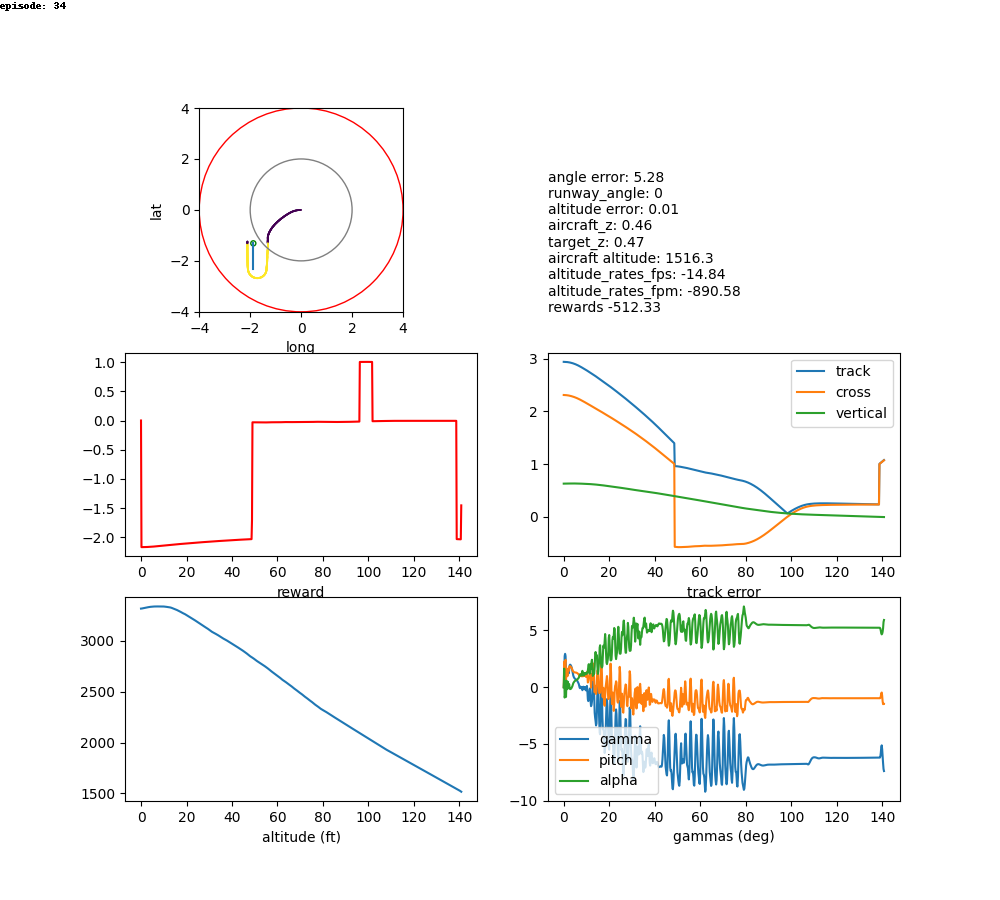 episode: 34
4
2
0
−2
−4
lat
−4 −2 0 2 4
long
angle error: 5.28
runway_angle: 0
altitude error: 0.01
aircraft_z: 0.46
target_z: 0.47
aircraft altitude: 1516.3
altitude_rates_fps: -14.84
altitude_rates_fpm: -890.58
rewards -512.33
1.0
0.5
0.0
−0.5
−1.0
−1.5
−2.0
0 20 40 60 80 100 120 140
reward
3
2
1
0
track
cross
vertical
0 20 40 60 80 100 120 140
track error
3000
2500
2000
1500
0 20 40 60 80 100 120 140
altitude (ft)
5
0
−5
−10
gamma
pitch
alpha
0 20 40 60 80 100 120 140
gammas (deg)